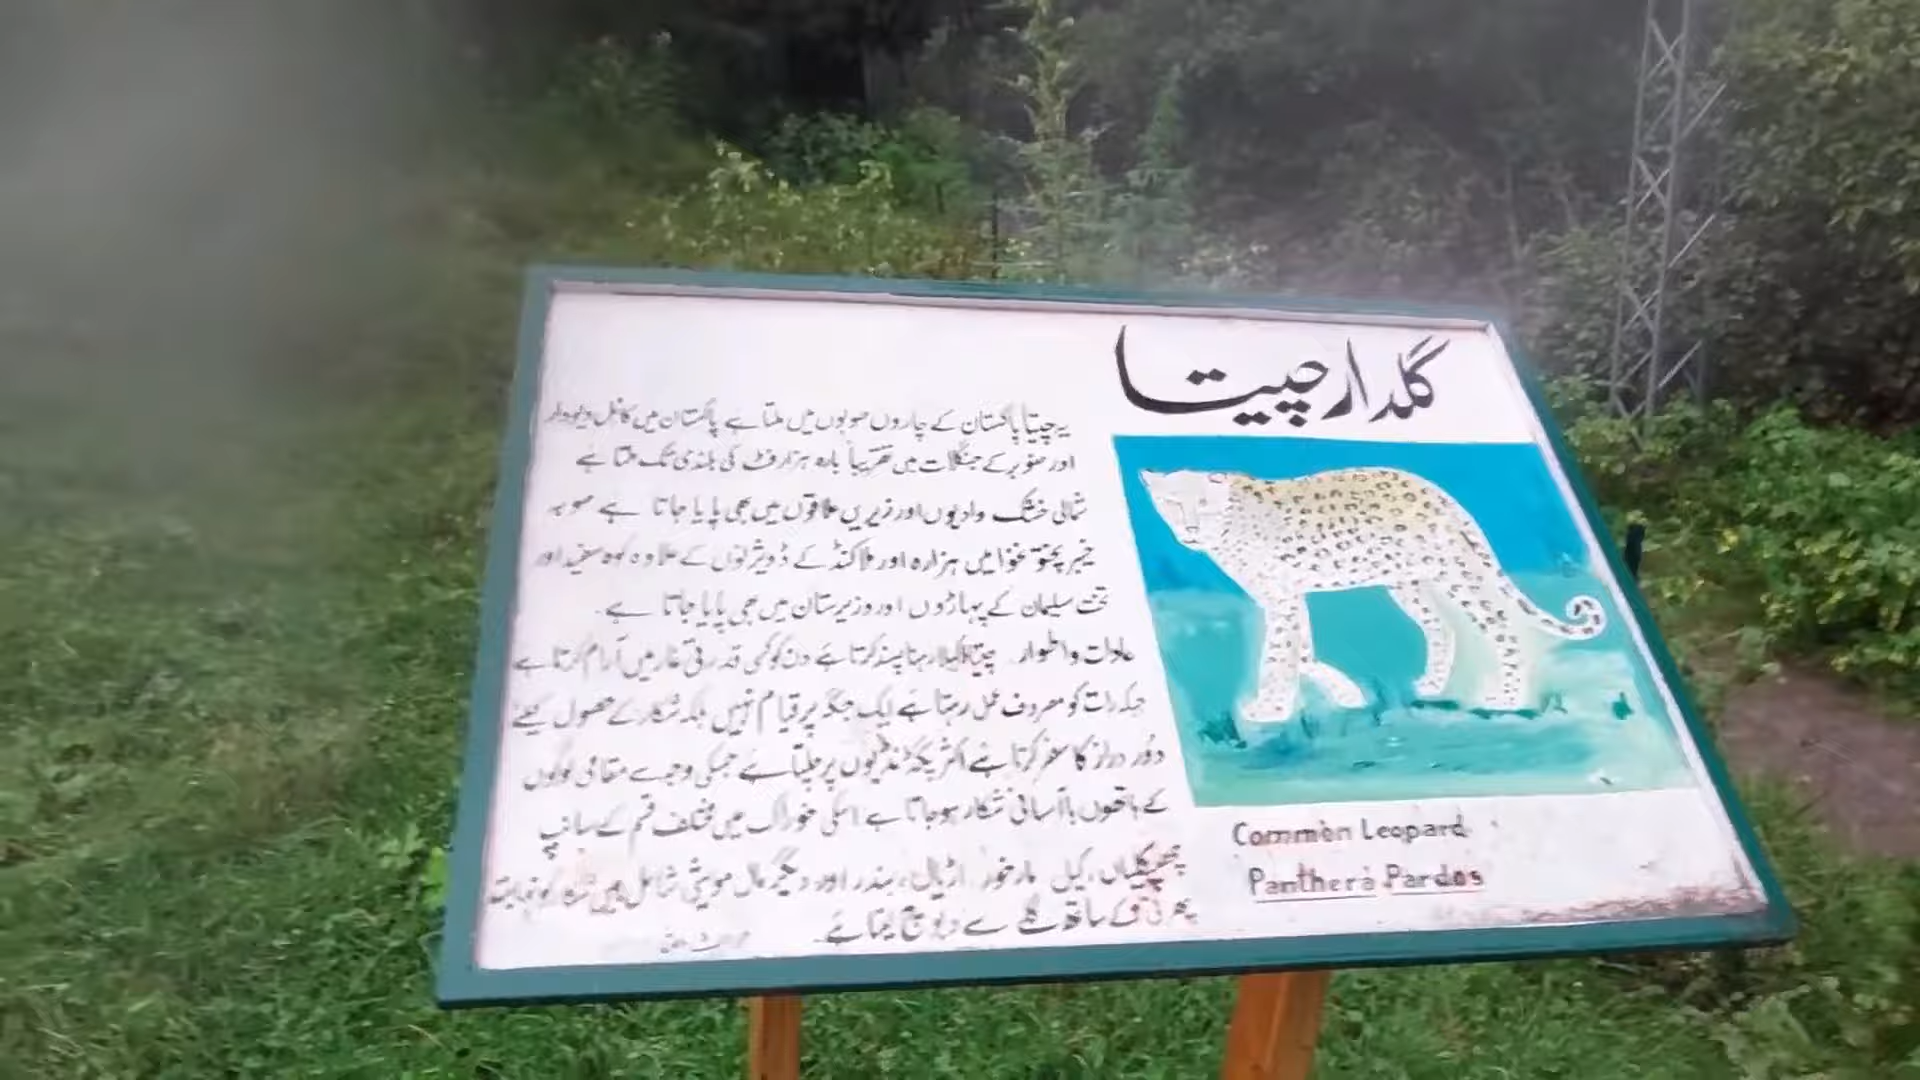 گلدار چیتا
یہ چیتا پاکستان کے چاروں صوبوں میں ملتا ہے پاکستان میں کائل دیودار
اور صنوبر کے جنگلات میں تقریباً بارہ ہزار فٹ کی بلندی تک ملتا ہے
شمالی خشک وادیوں اور زیریں علاقوں میں بھی پایا جاتا ہے صوبہ
خیبر پختونخوا میں ہزارہ اور ملاکنڈ کے ڈویژنوں کے علاوہ کوہ سفید اور
تخت سلیمان کے پہاڑوں اور وزیرستان میں بھی پایا جاتا ہے۔
عادات و اطوار۔ چیتا اکیلا رہنا پسند کرتا ہے دن کو کسی قدرتی غار میں آرام کرتا ہے
جبکہ رات کو مصروف عمل رہتا ہے ایک جگہ پر قیام نہیں بلکہ شکار کے حصول کیلئے
دور دراز کا سفر کرتا ہے اکثر پگڈنڈیوں پر چلتا ہے جسکی وجہ سے مقامی لوگوں
کے ہاتھوں باآسانی شکار ہو جاتا ہے اسکی خوراک میں مختلف قسم کے سانپ
چھپکلیاں، کیل مارخور، اڑیال، بندر اور دیگر مال مویشی شامل ہیں شکار کو نہایت
پھرتی کے ساتھ گلے سے دبوچ لیتا ہے۔
Common Leopard
Panthera Pardos